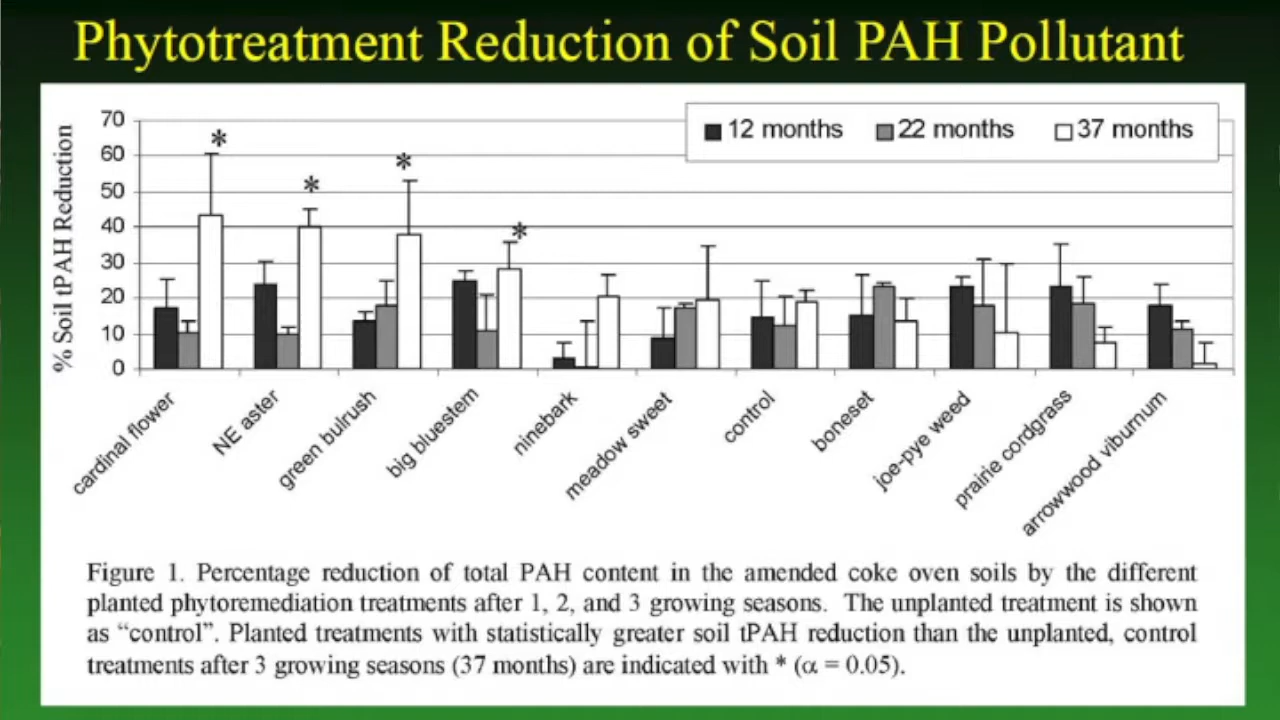 Phytotreatment Reduction of Soil PAH Pollutant
% Soil tPAH Reduction
70
60
50
40
30
20
10
0
12 months 22 months 37 months
*
*
*
*
cardinal flower
NE aster
green bulrush
big bluestem
ninebark
meadow sweet
control
boneset
joe-pye weed
prairie cordgrass
arrowwood viburnum
Figure 1. Percentage reduction of total PAH content in the amended coke oven soils by the different
planted phytoremediation treatments after 1, 2, and 3 growing seasons. The unplanted treatment is shown
as “control”. Planted treatments with statistically greater soil tPAH reduction than the unplanted, control
treatments after 3 growing seasons (37 months) are indicated with * (α = 0.05).